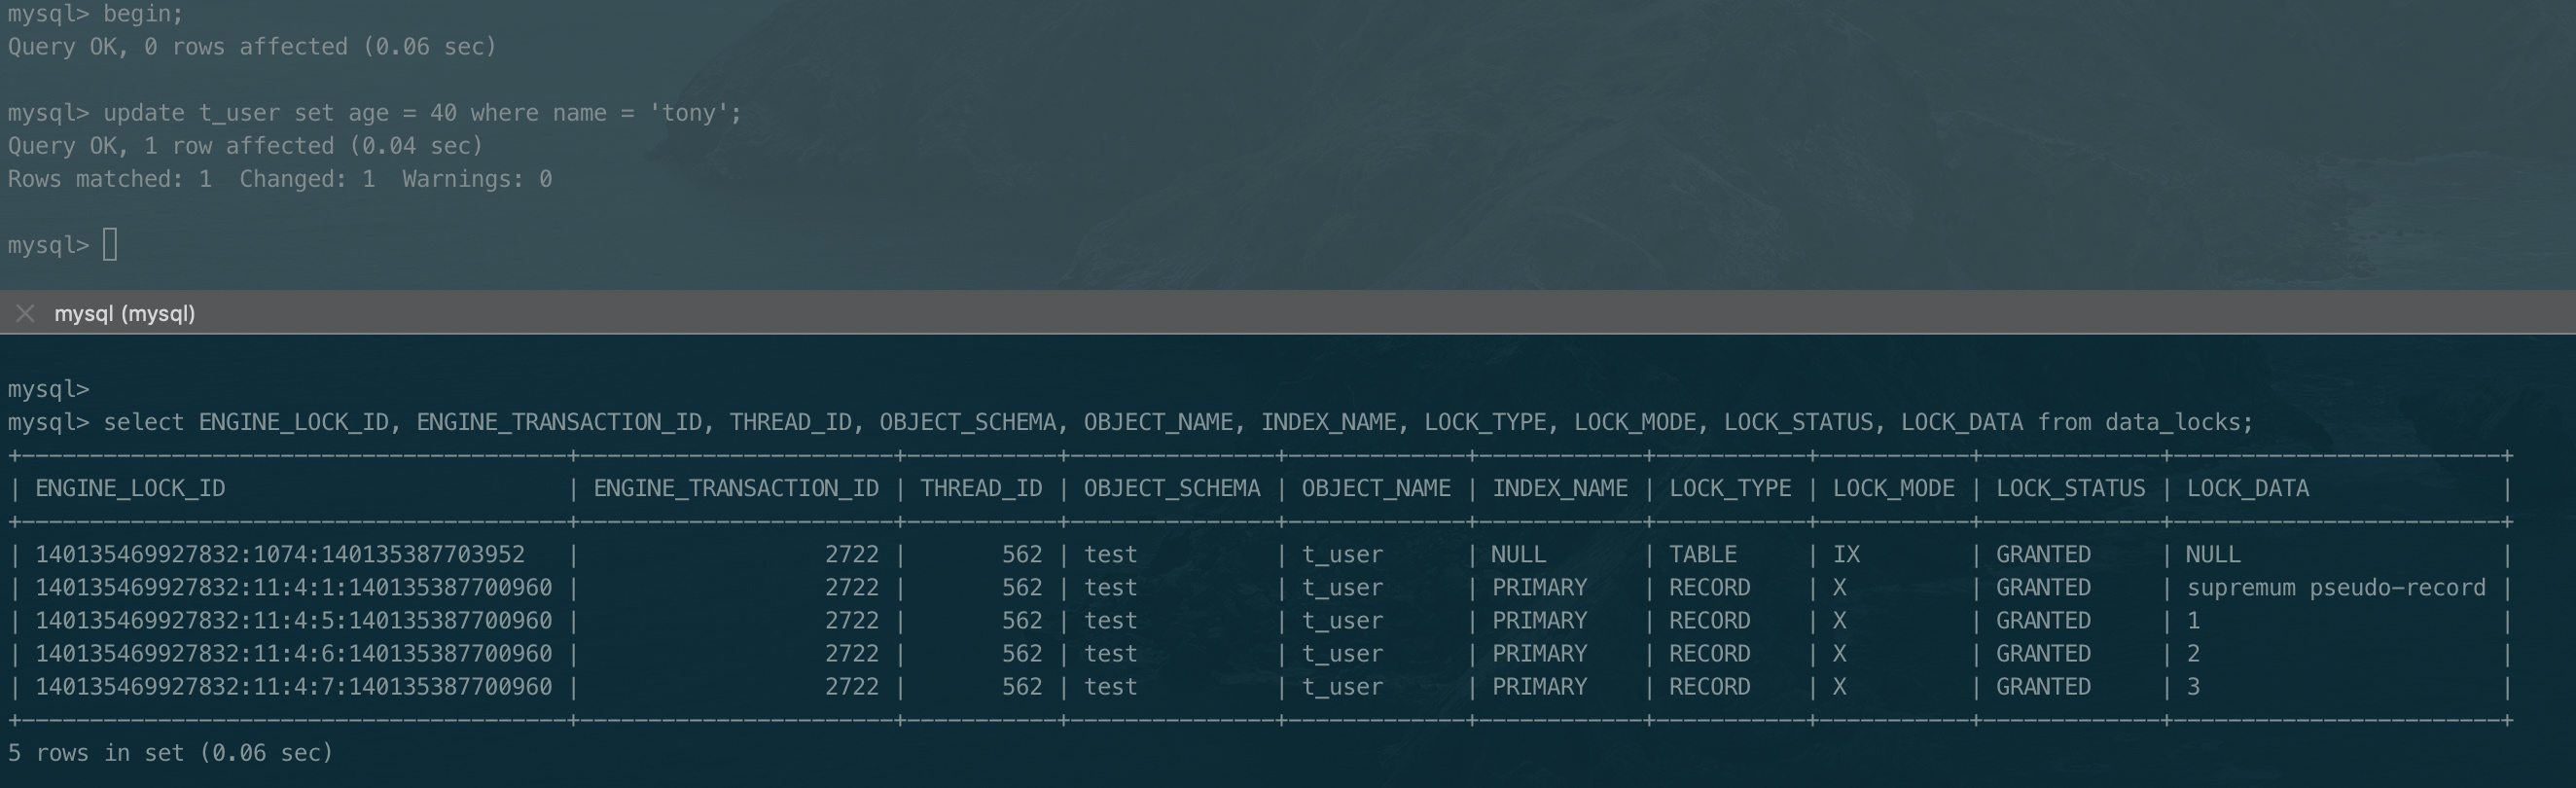 mysql> begin;
Query OK, 0 rows affected (0.06 sec)
mysql> update t_user set age = 40 where name = 'tony';
Query OK, 1 row affected (0.04 sec)
Rows matched: 1  Changed: 1  Warnings: 0
mysql>
mysql (mysql)
mysql>
mysql> select ENGINE_LOCK_ID, ENGINE_TRANSACTION_ID, THREAD_ID, OBJECT_SCHEMA, OBJECT_NAME, INDEX_NAME, LOCK_TYPE, LOCK_MODE, LOCK_STATUS, LOCK_DATA from data_locks;
+----------------------------------------+-----------------------+-----------+---------------+-------------+------------+-----------+-----------+-------------+------------------------+
| ENGINE_LOCK_ID                         | ENGINE_TRANSACTION_ID | THREAD_ID | OBJECT_SCHEMA | OBJECT_NAME | INDEX_NAME | LOCK_TYPE | LOCK_MODE | LOCK_STATUS | LOCK_DATA              |
+----------------------------------------+-----------------------+-----------+---------------+-------------+------------+-----------+-----------+-------------+------------------------+
| 140135469927832:1074:140135387703952   |                  2722 |       562 | test          | t_user      | NULL       | TABLE     | IX        | GRANTED     | NULL                   |
| 140135469927832:11:4:1:140135387700960 |                  2722 |       562 | test          | t_user      | PRIMARY    | RECORD    | X         | GRANTED     | supremum pseudo-record |
| 140135469927832:11:4:5:140135387700960 |                  2722 |       562 | test          | t_user      | PRIMARY    | RECORD    | X         | GRANTED     | 1                      |
| 140135469927832:11:4:6:140135387700960 |                  2722 |       562 | test          | t_user      | PRIMARY    | RECORD    | X         | GRANTED     | 2                      |
| 140135469927832:11:4:7:140135387700960 |                  2722 |       562 | test          | t_user      | PRIMARY    | RECORD    | X         | GRANTED     | 3                      |
+----------------------------------------+-----------------------+-----------+---------------+-------------+------------+-----------+-----------+-------------+------------------------+
5 rows in set (0.06 sec)